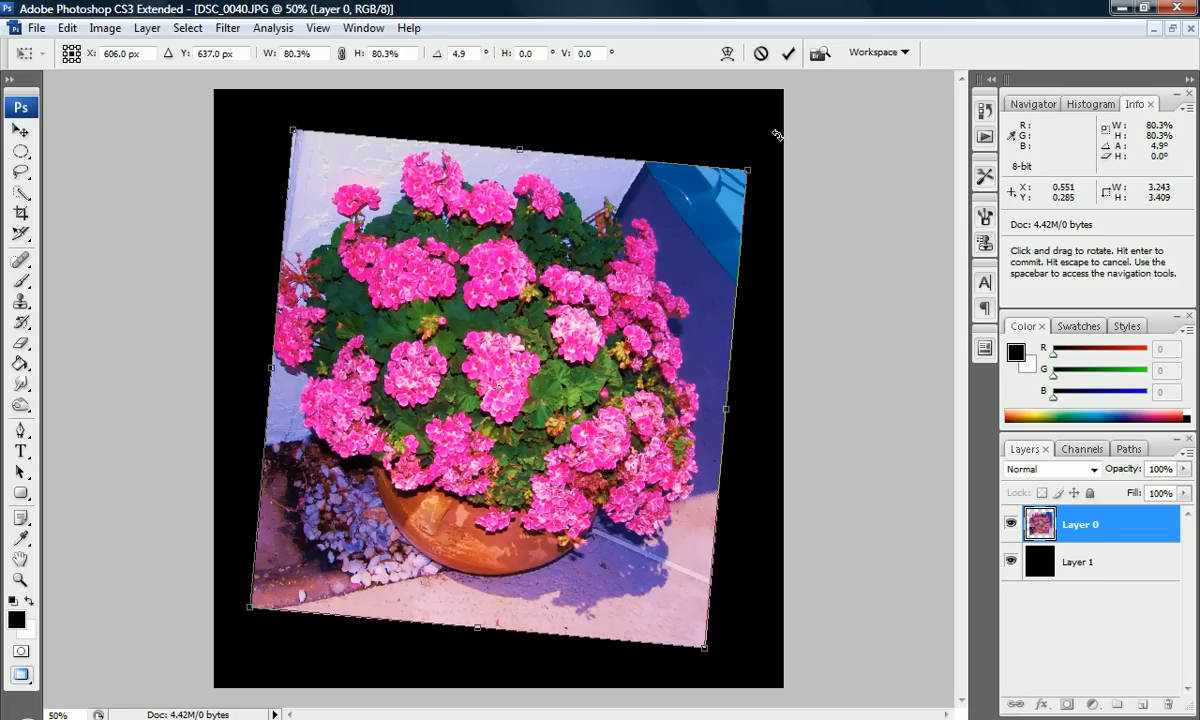 Adobe Photoshop CS3 Extended - [DSC_0040.JPG @ 50% (Layer 0, RGB/8)]
Ps File Edit Image Layer Select Filter Analysis View Window Help
X: 606.0 px Y: 637.0 px W: 80.3% H: 80.3% 4.9 ° H: 0.0 ° V: 0.0 ° Workspace
Ps
Navigator Histogram Info
R: W: 80.3%
G: H: 80.3%
B: A: 4.9°
8-bit H: 0.0°
X: 0.551 W: 3.243
Y: 0.285 H: 3.409
Doc: 4.42M/0 bytes
Click and drag to rotate. Hit enter to
commit. Hit escape to cancel. Use the
spacebar to access the navigation tools.
Color Swatches Styles
R 0
G 0
B 0
Layers Channels Paths
Normal Opacity: 100%
Lock: Fill: 100%
Layer 0
Layer 1
T
A
fx
50% Doc: 4.42M/0 bytes